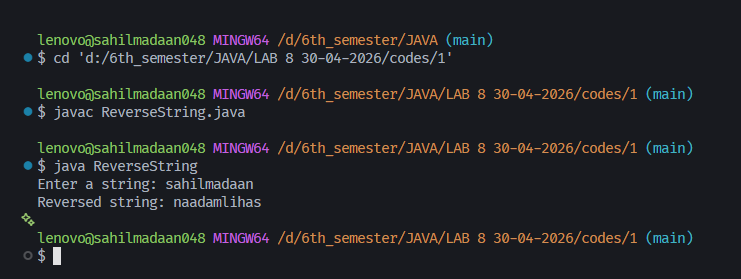 lenovo@sahilmadaan048 MINGW64 /d/6th_semester/JAVA (main)
$ cd 'd:/6th_semester/JAVA/LAB 8 30-04-2026/codes/1'
lenovo@sahilmadaan048 MINGW64 /d/6th_semester/JAVA/LAB 8 30-04-2026/codes/1 (main)
$ javac ReverseString.java
lenovo@sahilmadaan048 MINGW64 /d/6th_semester/JAVA/LAB 8 30-04-2026/codes/1 (main)
$ java ReverseString
Enter a string: sahilmadaan
Reversed string: naadamlihas
lenovo@sahilmadaan048 MINGW64 /d/6th_semester/JAVA/LAB 8 30-04-2026/codes/1 (main)
$